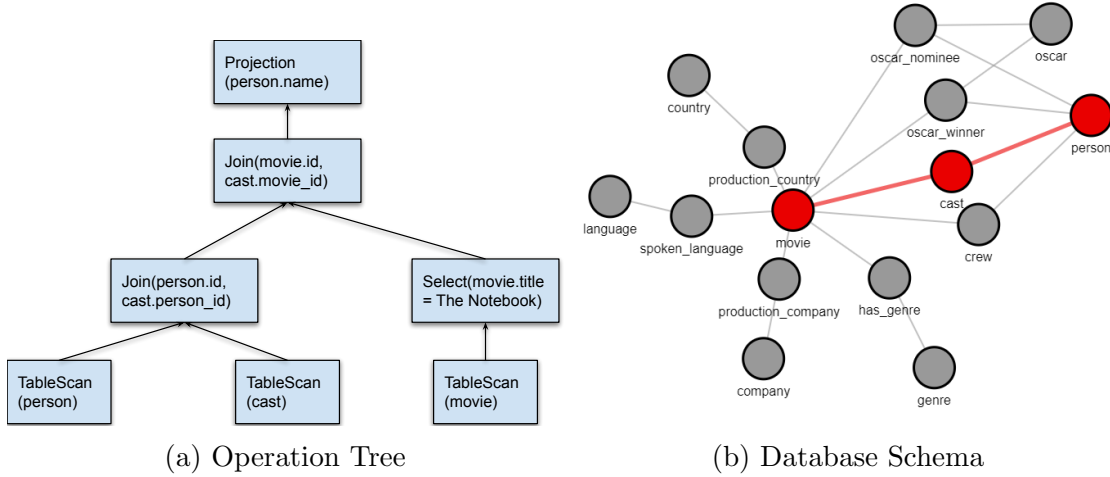 Projection
(person.name)
Join(movie.id,
cast.movie_id)
Join(person.id,
cast.person_id)
Select(movie.title
= The Notebook)
TableScan
(person)
TableScan
(cast)
TableScan
(movie)
(a) Operation Tree
oscar_nominee
oscar
country
oscar_winner
person
production_country
cast
language
spoken_language
movie
crew
production_company
has_genre
company
genre
(b) Database Schema